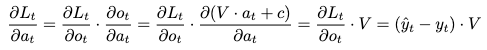 ∂L_t/∂a_t = ∂L_t/∂o_t · ∂o_t/∂a_t = ∂L_t/∂o_t · ∂(V · a_t + c)/∂a_t = ∂L_t/∂o_t · V = (ŷ_t − y_t) · V